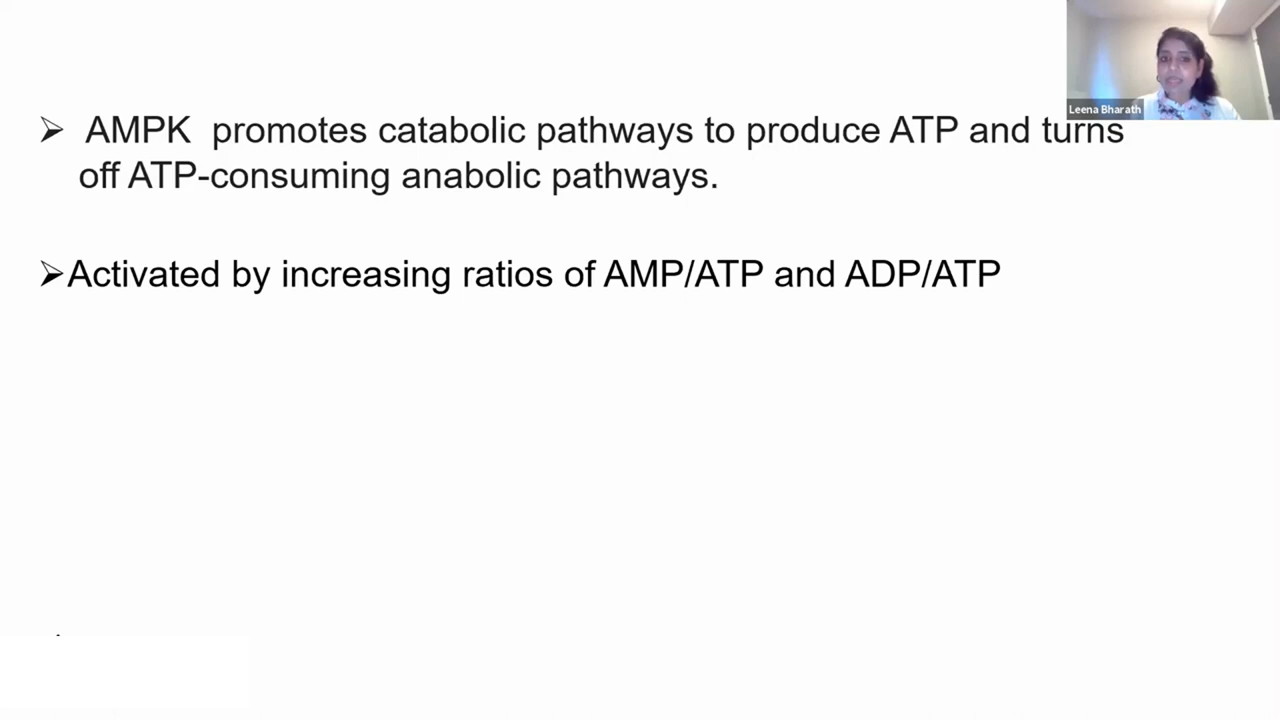 Leena Bharath
➢ AMPK promotes catabolic pathways to produce ATP and turns
off ATP-consuming anabolic pathways.
➢Activated by increasing ratios of AMP/ATP and ADP/ATP